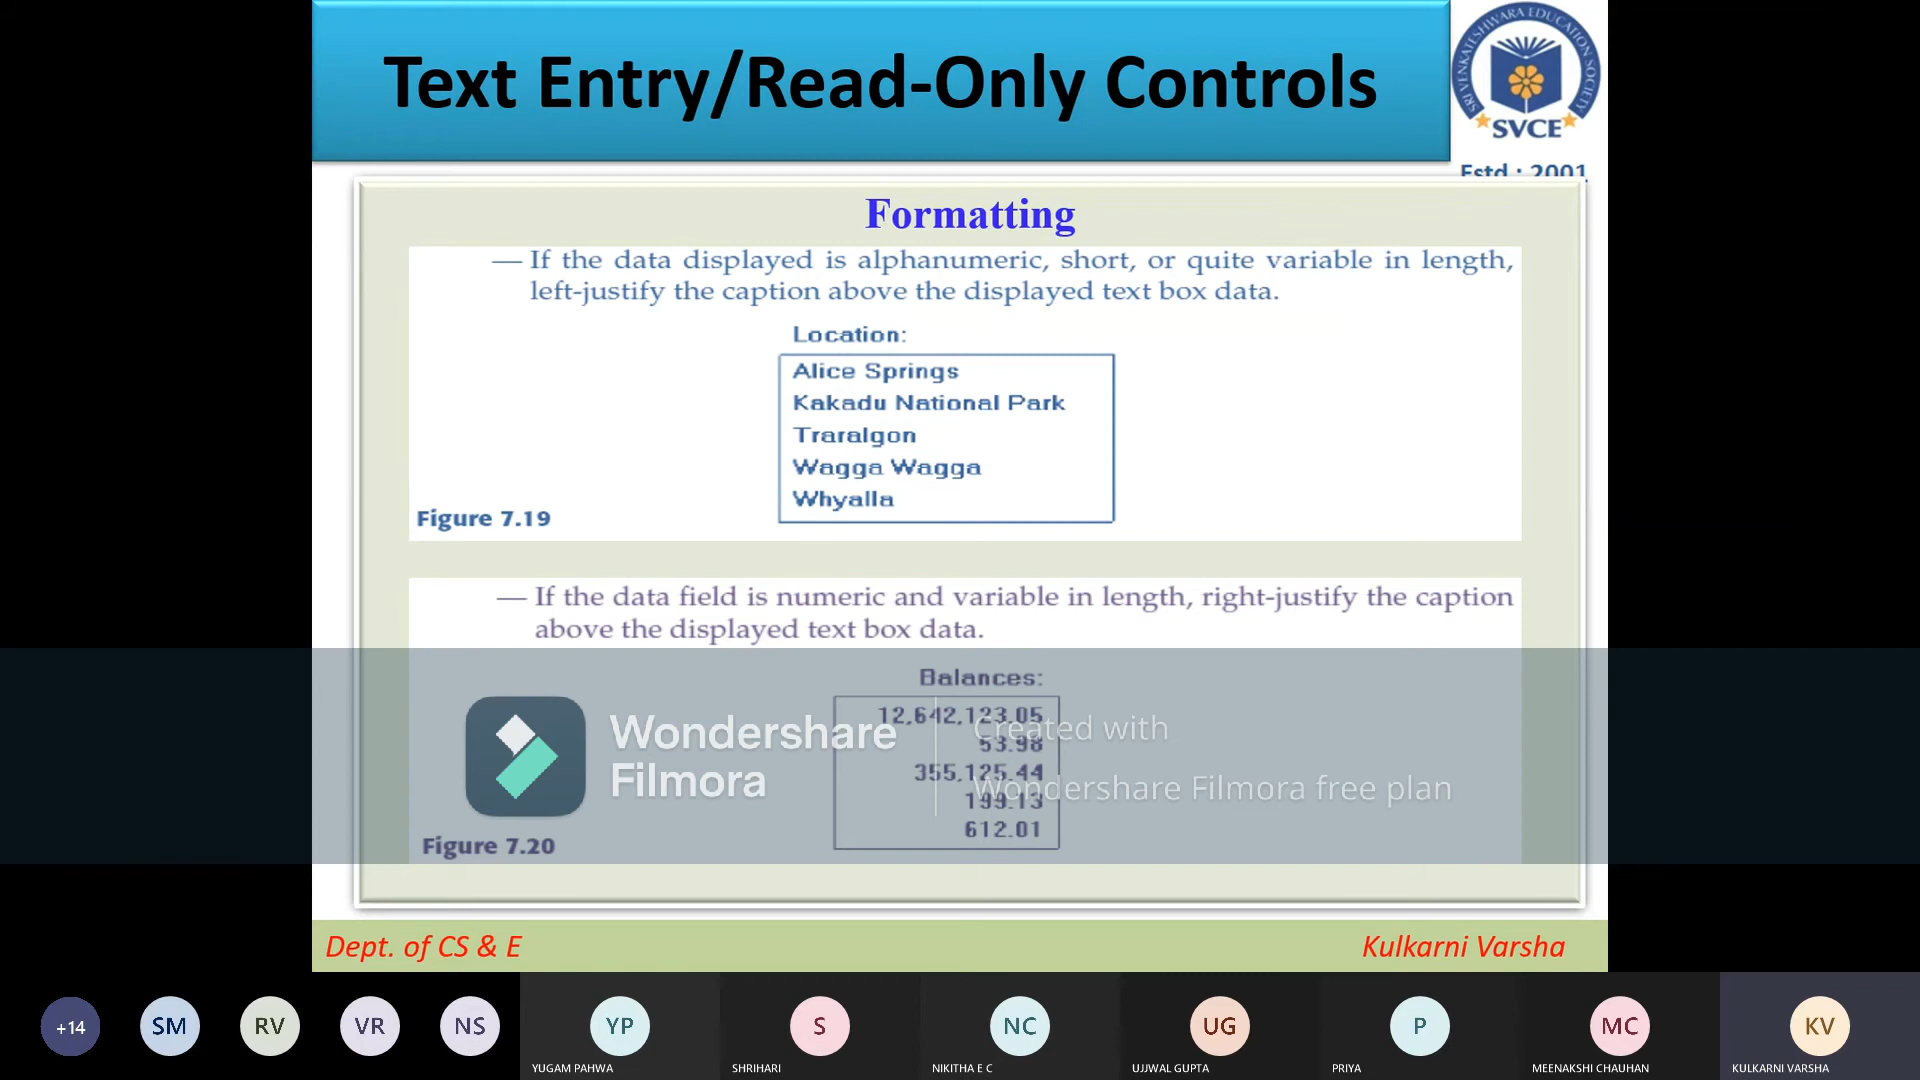 Text Entry/Read-Only Controls
SRI VENKATESHWARA EDUCATION SOCIETY
SVCE
Estd : 2001
Formatting
— If the data displayed is alphanumeric, short, or quite variable in length,
left-justify the caption above the displayed text box data.
Location:
Alice Springs
Kakadu National Park
Traralgon
Wagga Wagga
Whyalla
Figure 7.19
— If the data field is numeric and variable in length, right-justify the caption
above the displayed text box data.
Balances:
12,642,123.05
53.98
355,125.44
199.13
612.01
Figure 7.20
Wondershare
Filmora
Created with
Wondershare Filmora free plan
Dept. of CS & E
Kulkarni Varsha
+14
SM
RV
VR
NS
YP
S
NC
UG
P
MC
KV
YUGAM PAHWA
SHRIHARI
NIKITHA E C
UJJWAL GUPTA
PRIYA
MEENAKSHI CHAUHAN
KULKARNI VARSHA